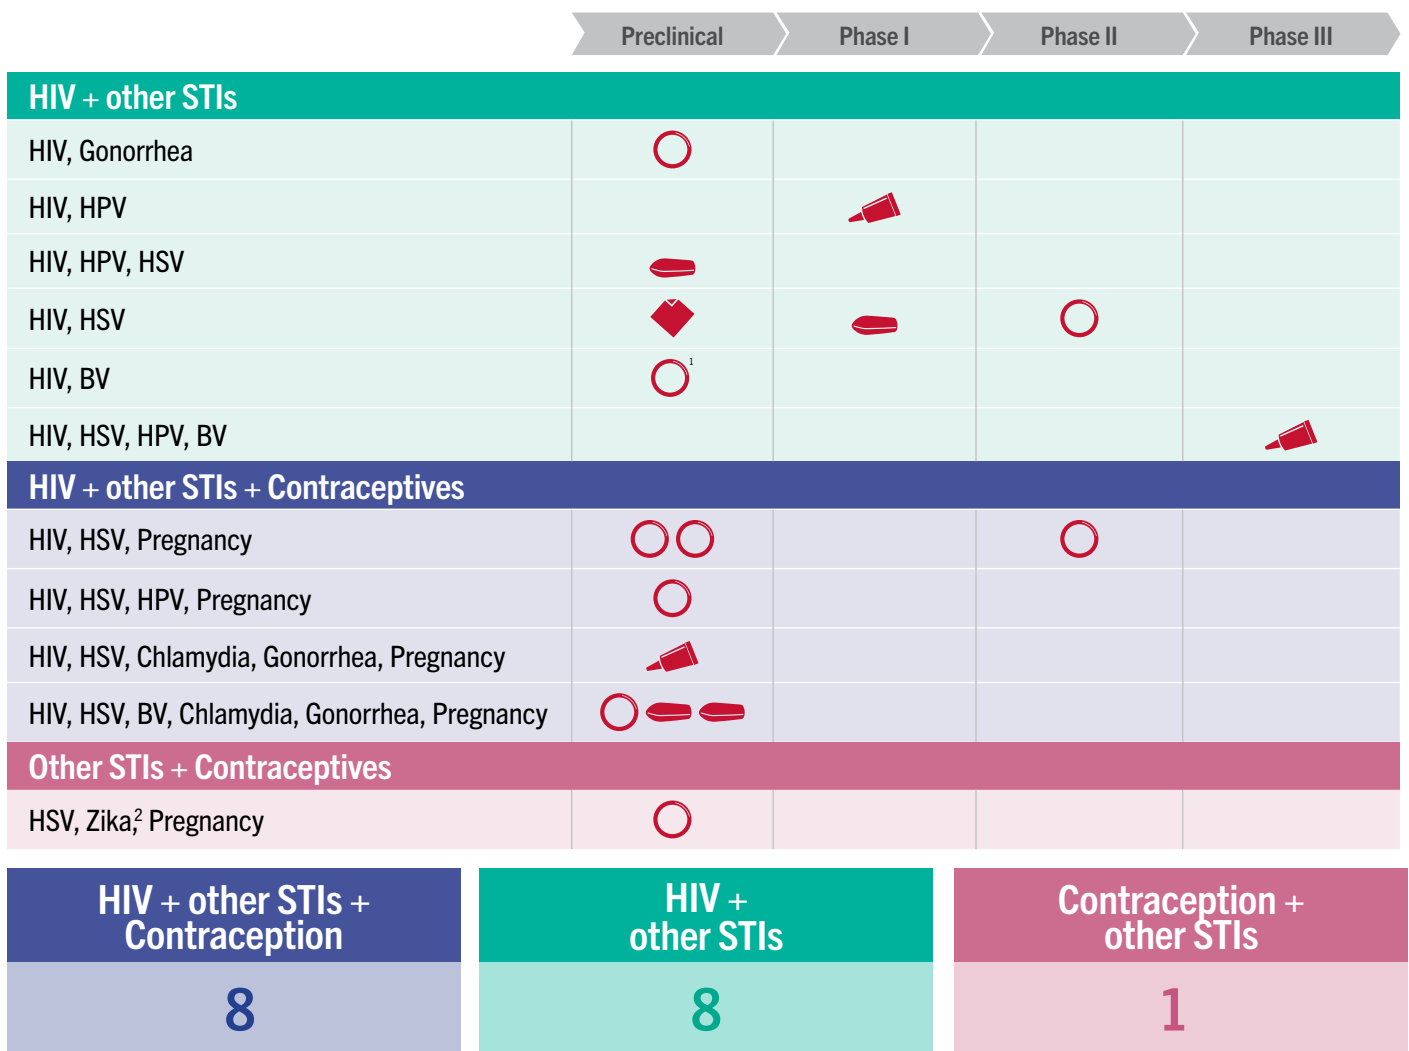 Preclinical Phase I Phase II Phase III
HIV + other STIs
HIV, Gonorrhea
HIV, HPV
HIV, HPV, HSV
HIV, HSV
HIV, BV 1
HIV, HSV, HPV, BV
HIV + other STIs + Contraceptives
HIV, HSV, Pregnancy
HIV, HSV, HPV, Pregnancy
HIV, HSV, Chlamydia, Gonorrhea, Pregnancy
HIV, HSV, BV, Chlamydia, Gonorrhea, Pregnancy
Other STIs + Contraceptives
HSV, Zika,² Pregnancy
HIV + other STIs +
Contraception
8
HIV +
other STIs
8
Contraception +
other STIs
1